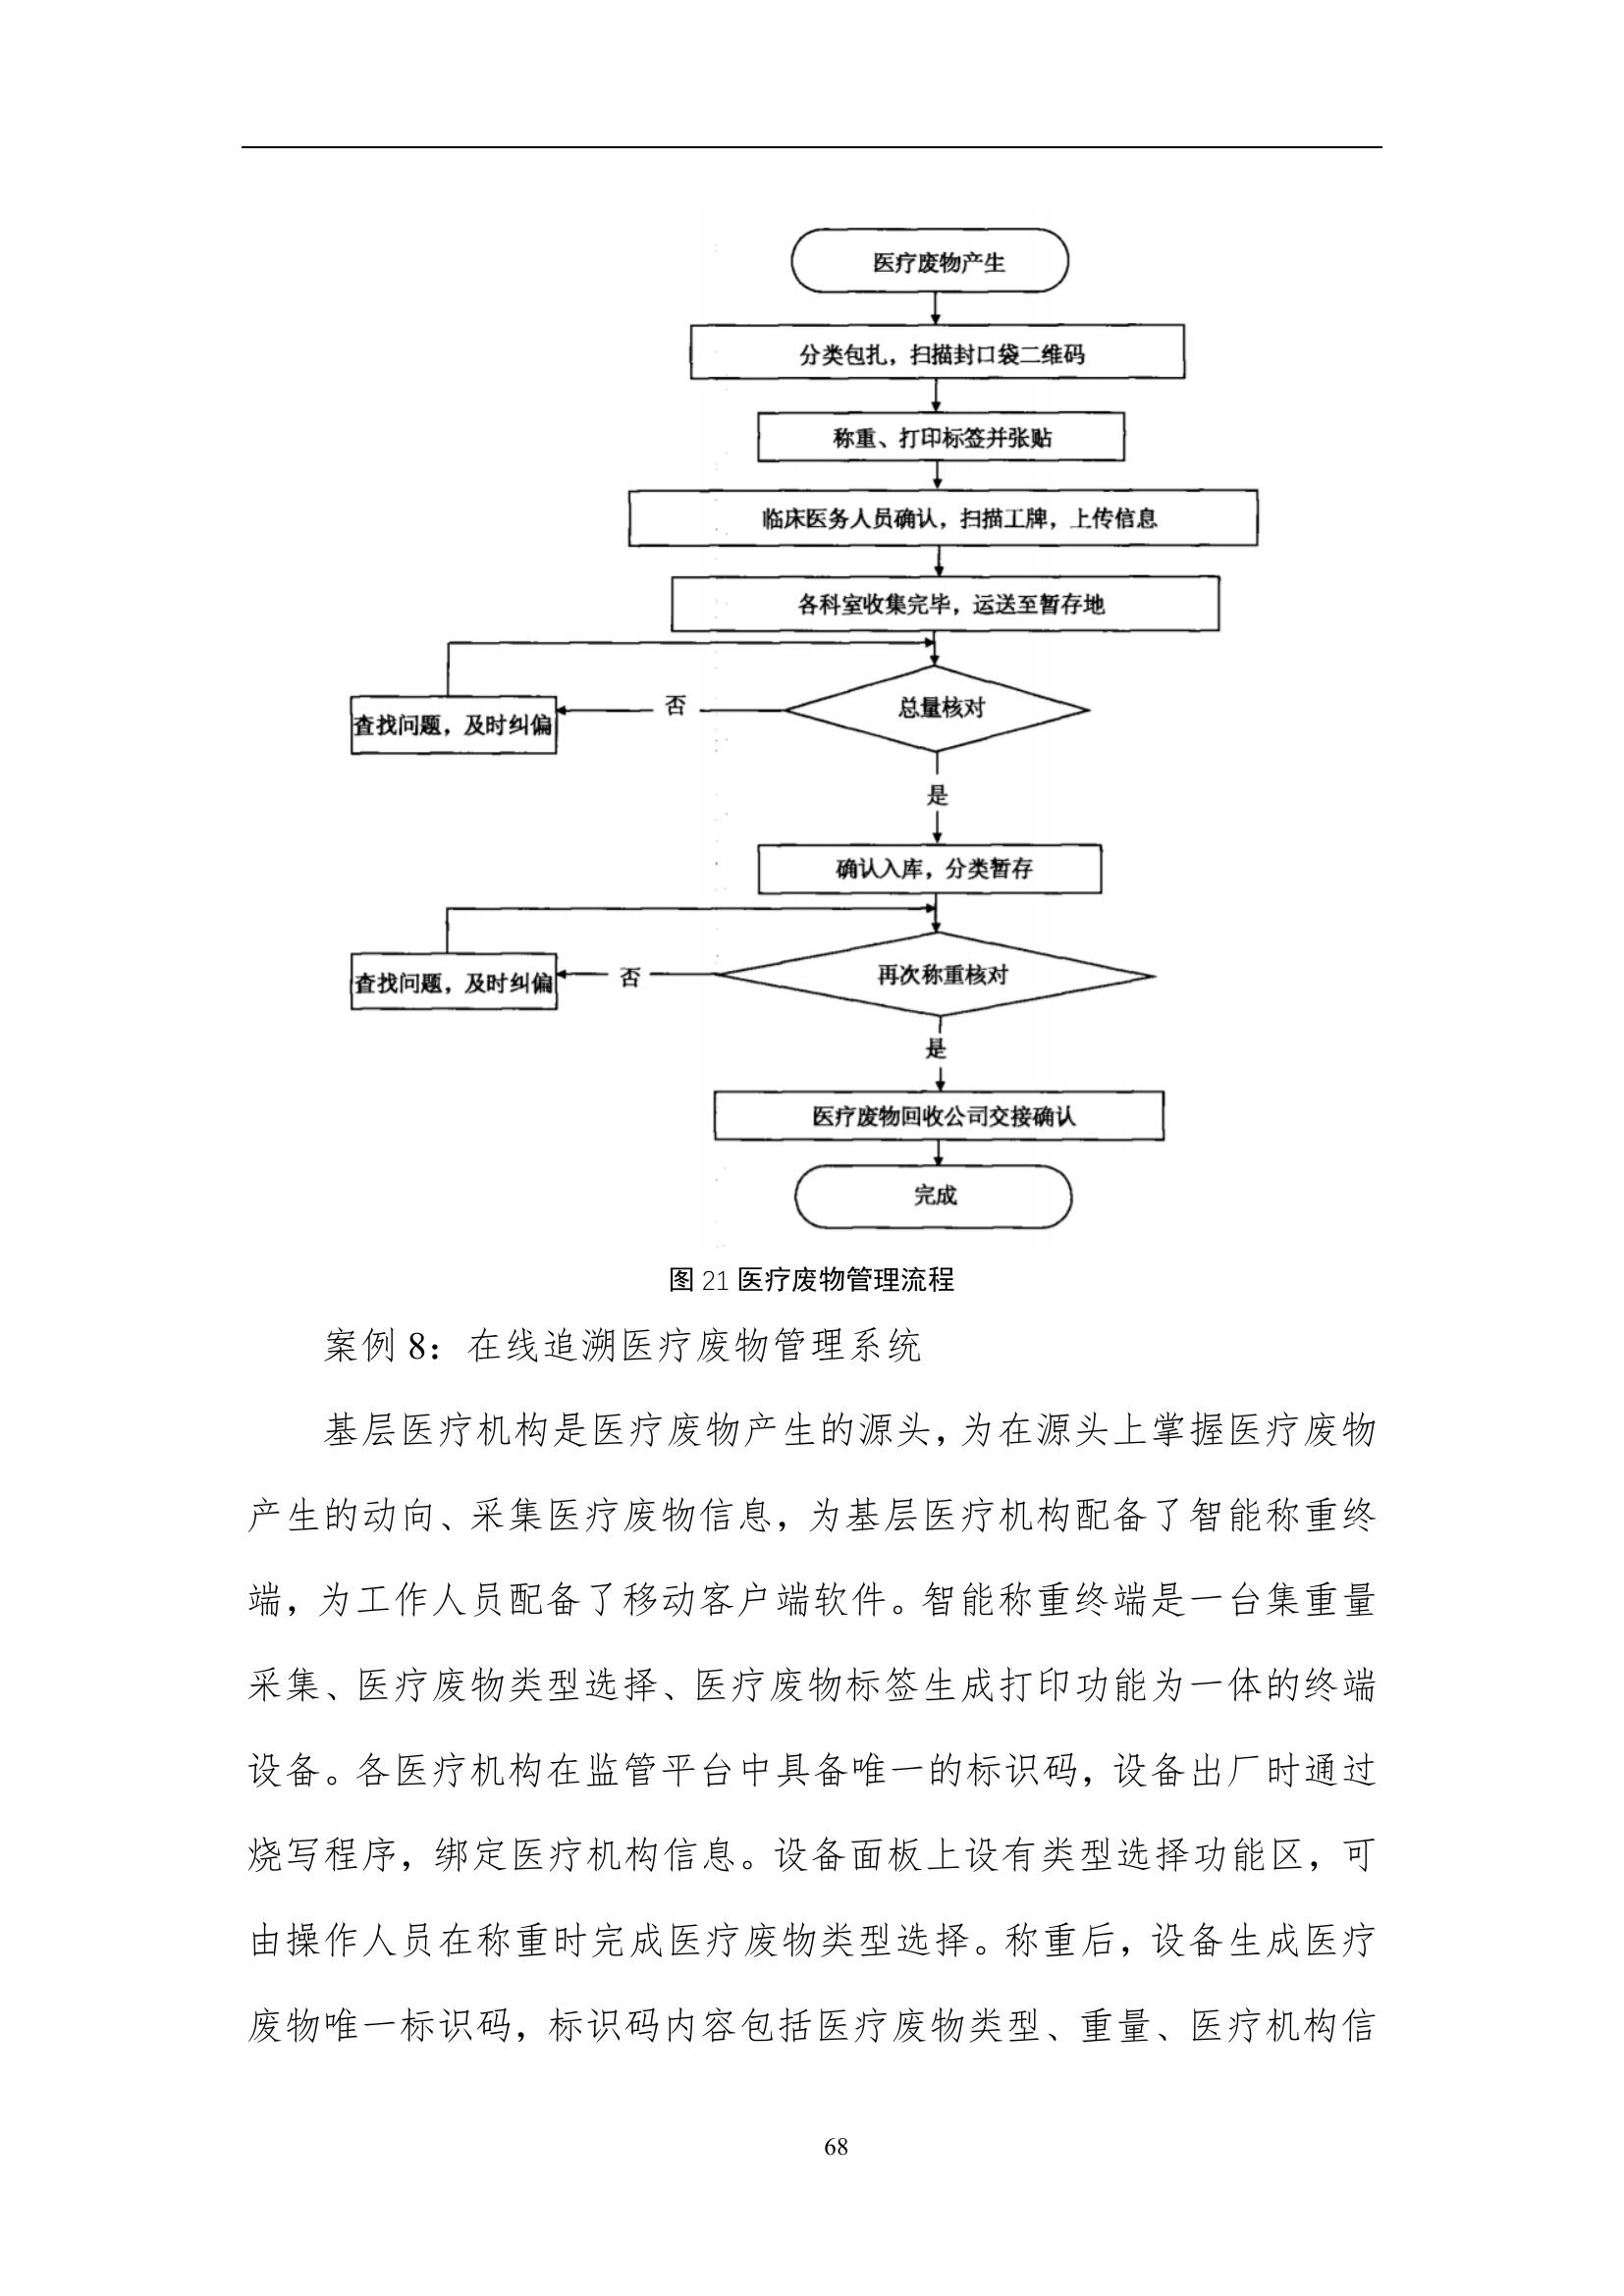 医疗废物产生
分类包扎，扫描封口袋二维码
称重、打印标签并张贴
临床医务人员确认，扫描工牌，上传信息
各科室收集完毕，运送至暂存地
总量核对
否
查找问题，及时纠偏
是
确认入库，分类暂存
再次称重核对
否
查找问题，及时纠偏
是
医疗废物回收公司交接确认
完成
图 21 医疗废物管理流程
案例 8：在线追溯医疗废物管理系统
基层医疗机构是医疗废物产生的源头，为在源头上掌握医疗废物
产生的动向、采集医疗废物信息，为基层医疗机构配备了智能称重终
端，为工作人员配备了移动客户端软件。智能称重终端是一台集重量
采集、医疗废物类型选择、医疗废物标签生成打印功能为一体的终端
设备。各医疗机构在监管平台中具备唯一的标识码，设备出厂时通过
烧写程序，绑定医疗机构信息。设备面板上设有类型选择功能区，可
由操作人员在称重时完成医疗废物类型选择。称重后，设备生成医疗
废物唯一标识码，标识码内容包括医疗废物类型、重量、医疗机构信
68